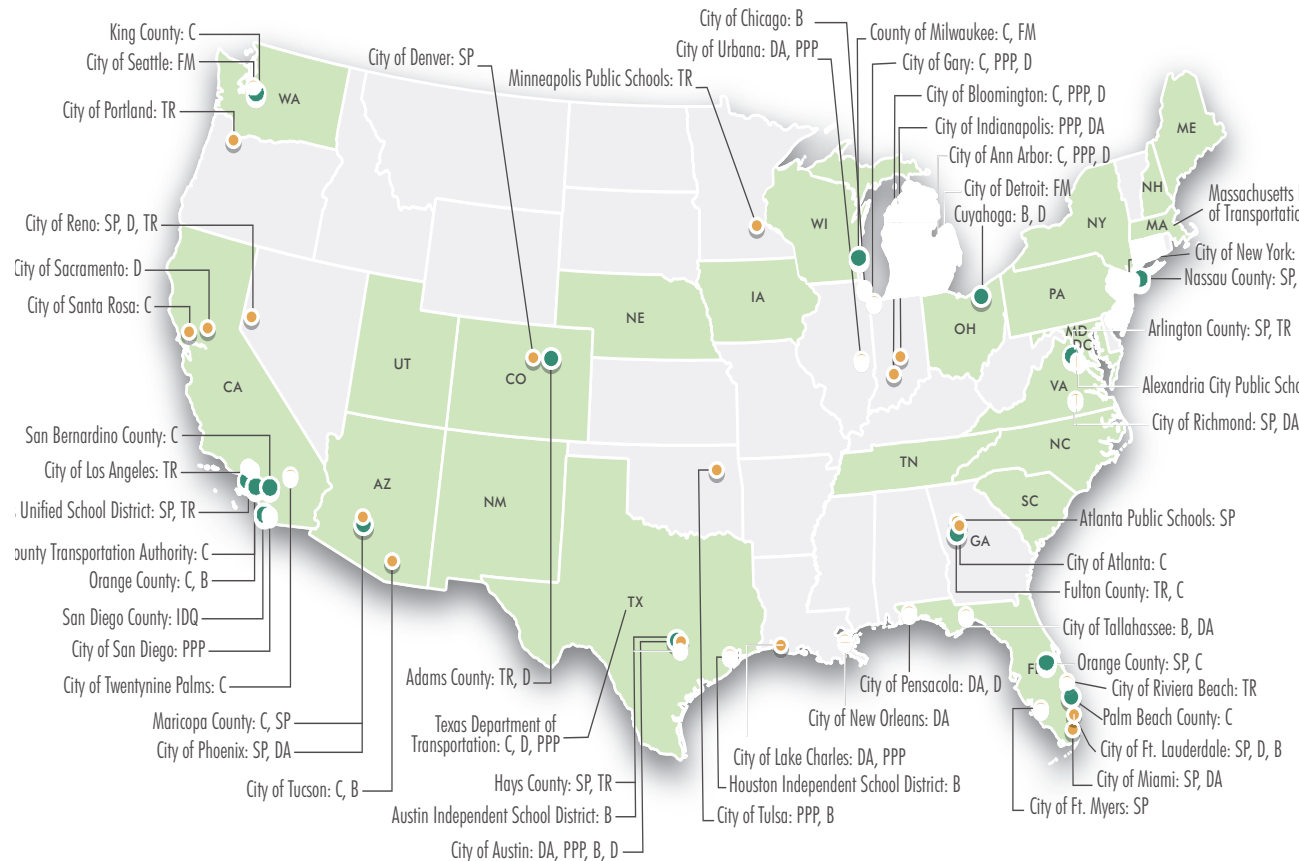 King County: C
City of Seattle: FM
City of Portland: TR
City of Denver: SP
Minneapolis Public Schools: TR
City of Chicago: B
City of Urbana: DA, PPP
County of Milwaukee: C, FM
City of Gary: C, PPP, D
City of Bloomington: C, PPP, D
City of Indianapolis: PPP, DA
City of Ann Arbor: C, PPP, D
City of Detroit: FM
Cuyahoga: B, D
Massachusetts
of Transportatio
City of New York:
Nassau County: SP,
Arlington County: SP, TR
Alexandria City Public Scho
City of Richmond: SP, DA
City of Reno: SP, D, TR
City of Sacramento: D
City of Santa Rosa: C
San Bernardino County: C
City of Los Angeles: TR
Unified School District: SP, TR
ounty Transportation Authority: C
Orange County: C, B
San Diego County: IDQ
City of San Diego: PPP
City of Twentynine Palms: C
Maricopa County: C, SP
City of Phoenix: SP, DA
City of Tucson: C, B
Adams County: TR, D
Texas Department of
Transportation: C, D, PPP
Hays County: SP, TR
Austin Independent School District: B
City of Austin: DA, PPP, B, D
City of Tulsa: PPP, B
Houston Independent School District: B
City of Lake Charles: DA, PPP
City of New Orleans: DA
City of Pensacola: DA, D
Atlanta Public Schools: SP
City of Atlanta: C
Fulton County: TR, C
City of Tallahassee: B, DA
Orange County: SP, C
City of Riviera Beach: TR
Palm Beach County: C
City of Ft. Lauderdale: SP, D, B
City of Miami: SP, DA
City of Ft. Myers: SP
WA
CA
UT
AZ
CO
NM
NE
TX
IA
WI
OH
TN
GA
SC
NC
VA
MD
DC
PA
NY
MA
NH
ME